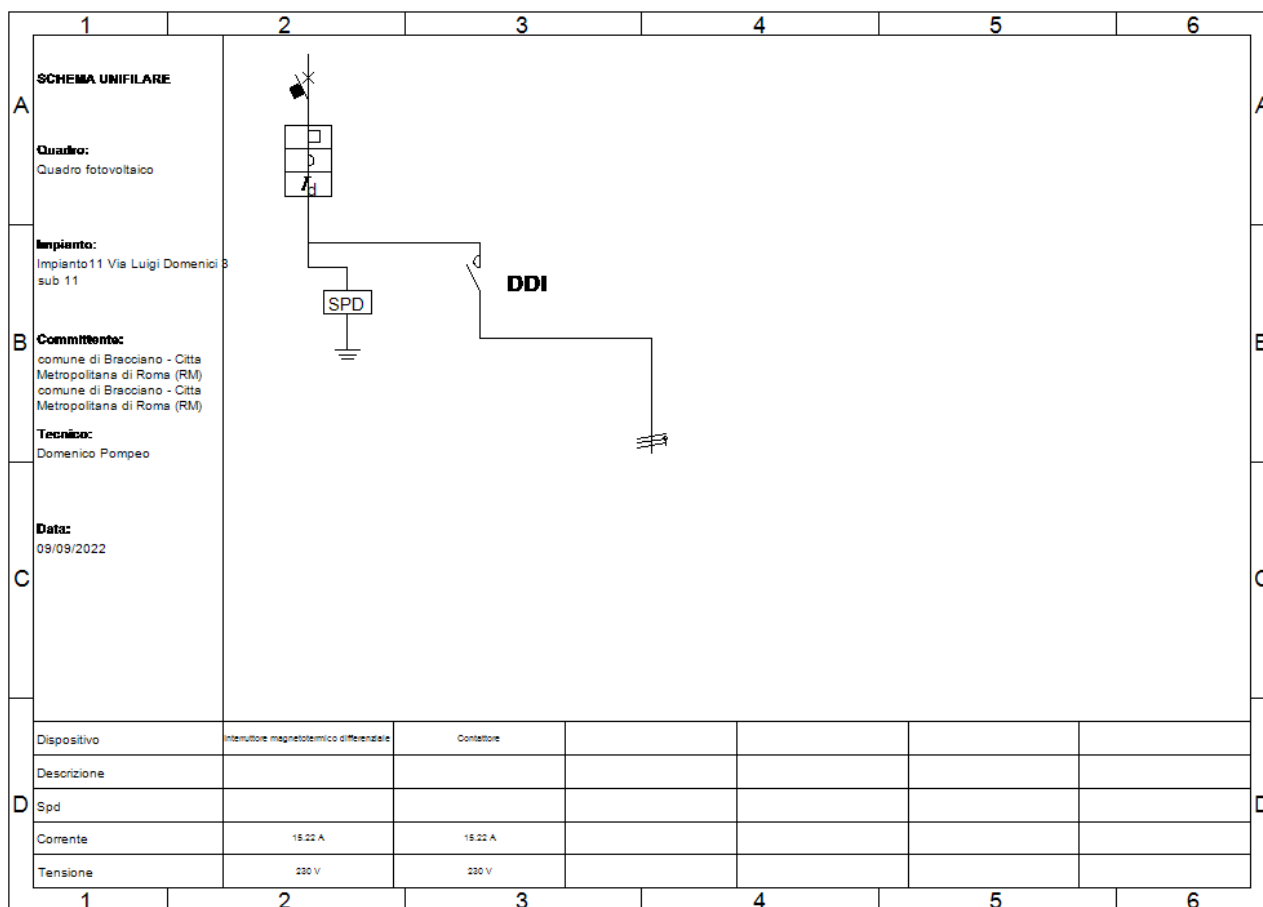 1 2 3 4 5 6
SCHEMA UNIFILARE
A A
Quadro:
Quadro fotovoltaico
d
Impianto:
Impianto11 Via Luigi Domenici 8
sub 11
DDI
SPD
B B
Committente:
comune di Bracciano - Citta
Metropolitana di Roma (RM)
comune di Bracciano - Citta
Metropolitana di Roma (RM)
Tecnico:
Domenico Pompeo
Data:
09/09/2022
C C
Dispositivo Interruttore magnetotermico differenziale Contattore
Descrizione
D Spd D
Corrente 15.22 A 15.22 A
Tensione 230 V 230 V
1 2 3 4 5 6